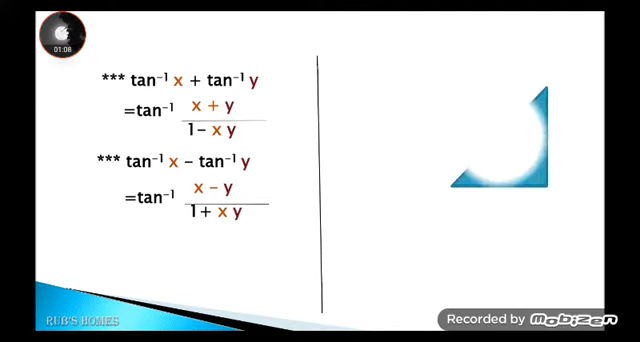 01:08
*** tan⁻¹ x + tan⁻¹ y
=tan⁻¹ x + y
1- x y
*** tan⁻¹ x - tan⁻¹ y
=tan⁻¹ x - y
1+ x y
RUB'S HOMES
Recorded by Mobizen